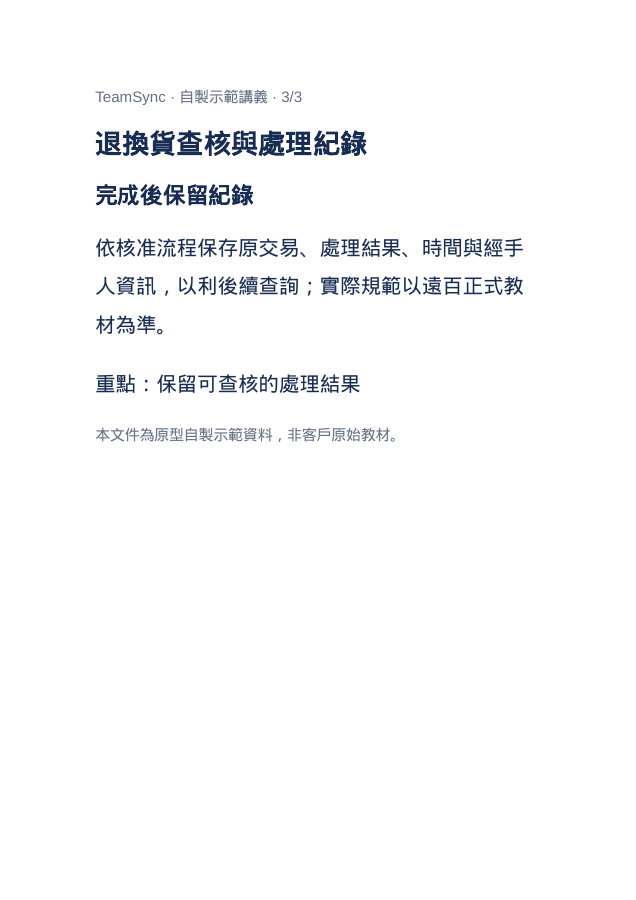 TeamSync · 自製示範講義 · 3/3
退換貨查核與處理紀錄
完成後保留紀錄
依核准流程保存原交易、處理結果、時間與經手
人資訊，以利後續查詢；實際規範以遠百正式教
材為準。
重點：保留可查核的處理結果
本文件為原型自製示範資料，非客戶原始教材。